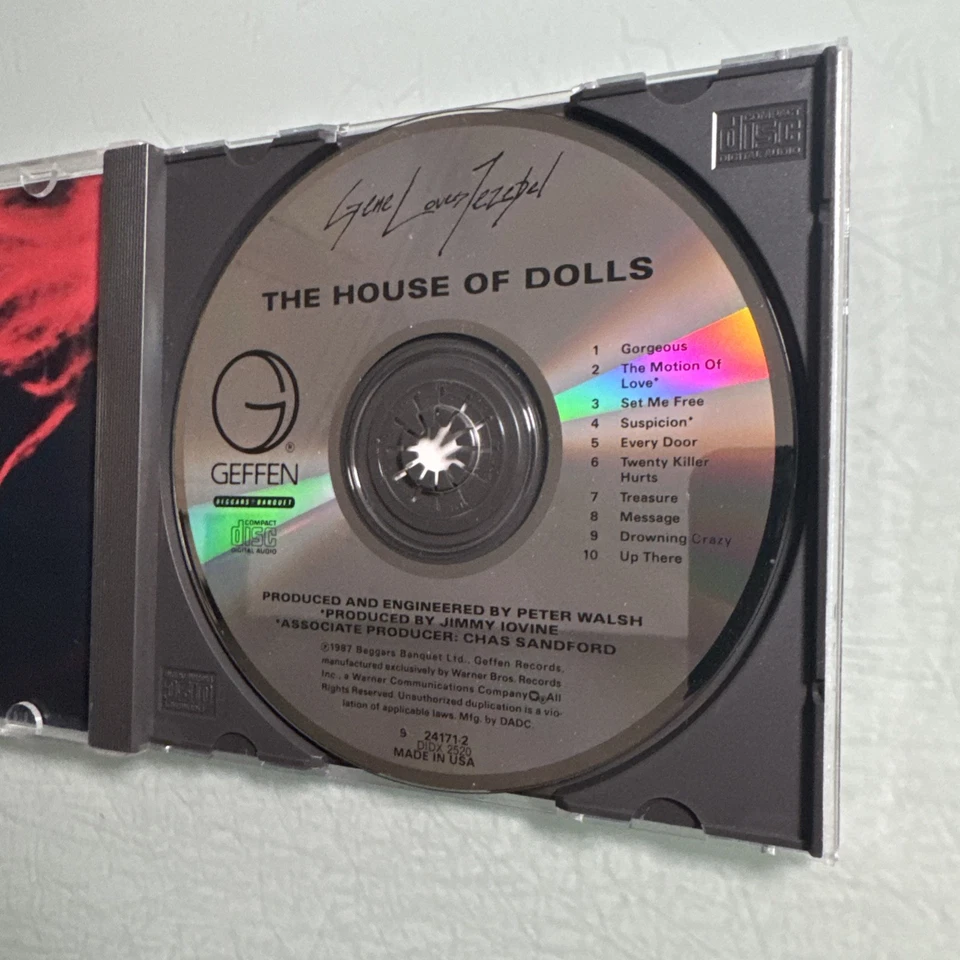 COMPACT
disc
DIGITAL AUDIO
Gene Loves Jezebel
THE HOUSE OF DOLLS
1 Gorgeous
2 The Motion Of
Love*
3 Set Me Free
4 Suspicion*
5 Every Door
6 Twenty Killer
Hurts
7 Treasure
8 Message
9 Drowning Crazy
10 Up There
G
®
GEFFEN
BEGGARS BANQUET
COMPACT
disc
DIGITAL AUDIO
PRODUCED AND ENGINEERED BY PETER WALSH
*PRODUCED BY JIMMY IOVINE
*ASSOCIATE PRODUCER: CHAS SANDFORD
℗1987 Beggars Banquet Ltd., Geffen Records,
manufactured exclusively by Warner Bros. Records
Inc., a Warner Communications Company All
Rights Reserved. Unauthorized duplication is a vio-
lation of applicable laws. Mfg. by DADC.
9 24171-2
DIDX 2520
MADE IN USA
disc